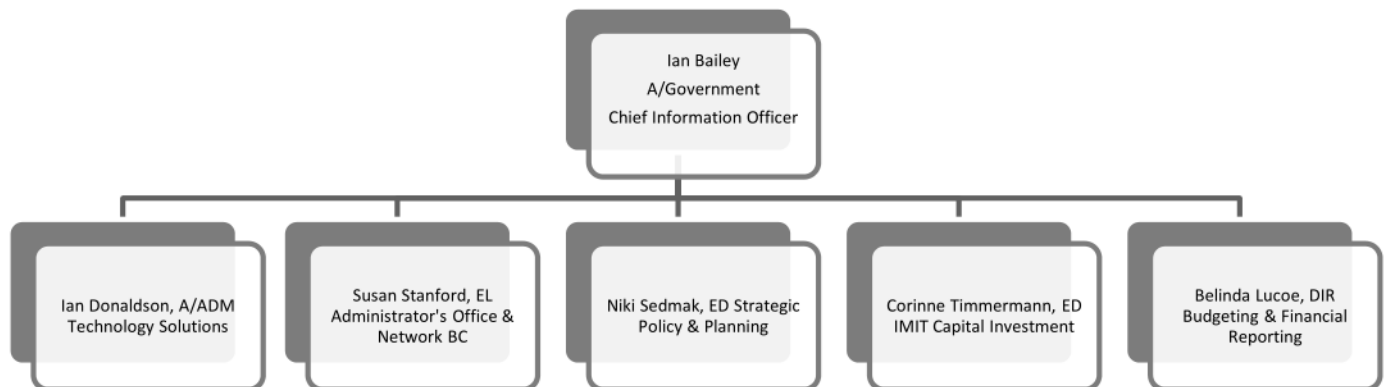 Ian Bailey
A/Government
Chief Information Officer
Ian Donaldson, A/ADM
Technology Solutions
Susan Stanford, EL
Administrator's Office &
Network BC
Niki Sedmak, ED Strategic
Policy & Planning
Corinne Timmermann, ED
IMIT Capital Investment
Belinda Lucoe, DIR
Budgeting & Financial
Reporting